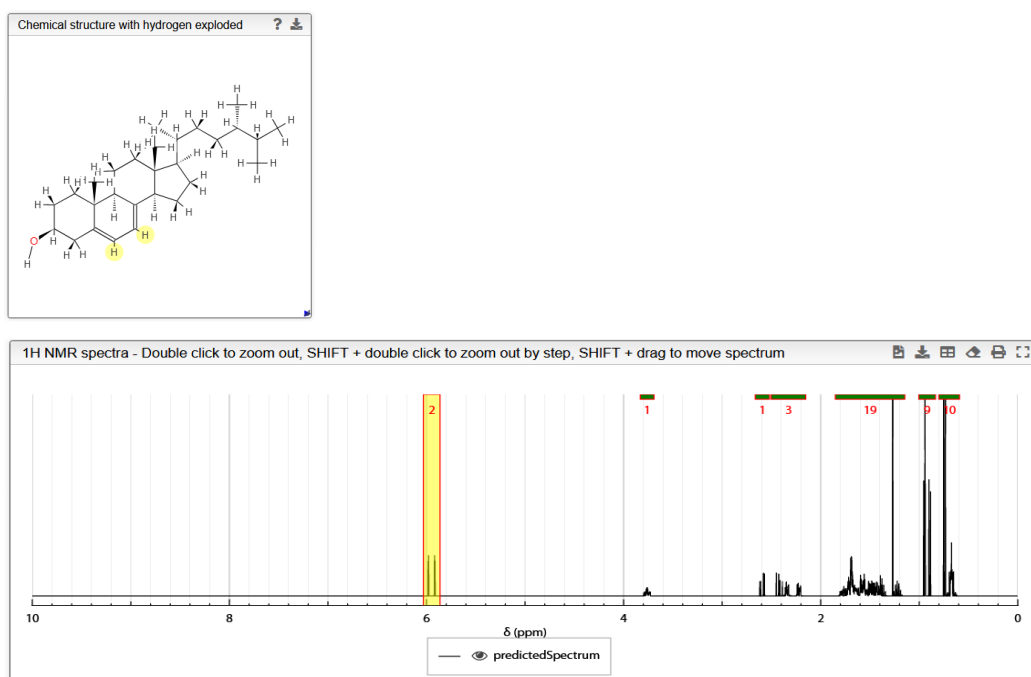 Chemical structure with hydrogen exploded ?
H
H H
H H H H H
H H H H
H H H H
H H H H H
H H H
H H H H H
H H H H H
H H H H
O H H
H H H
H
1H NMR spectra - Double click to zoom out, SHIFT + double click to zoom out by step, SHIFT + drag to move spectrum
2 1 1 3 19 9 10
10 8 6 4 2 0
δ (ppm)
predictedSpectrum